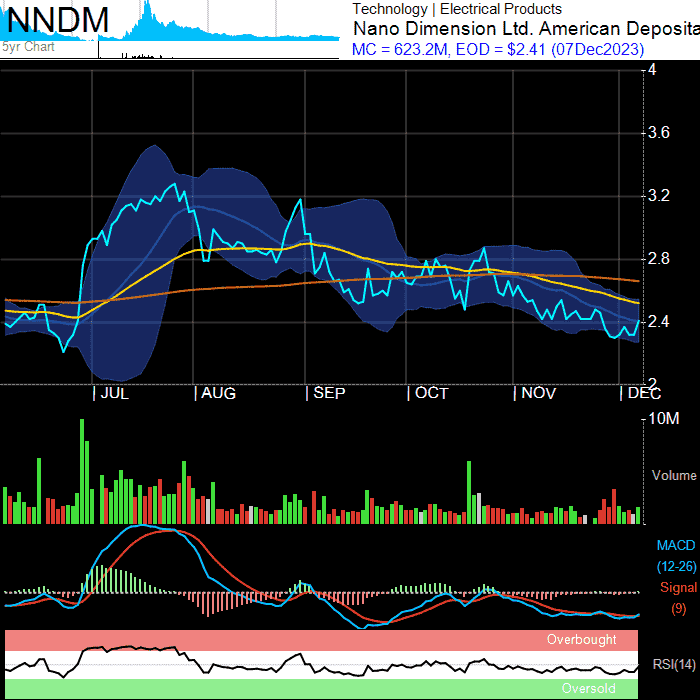 NNDM
5yr Chart
Technology | Electrical Products
Nano Dimension Ltd. American Deposita
MC = 623.2M, EOD = $2.41 (07Dec2023)
4
3.6
3.2
2.8
2.4
2
| JUL | AUG | SEP | OCT | NOV | DEC
10M
Volume
MACD
(12-26)
Signal
(9)
Overbought
RSI(14)
Oversold